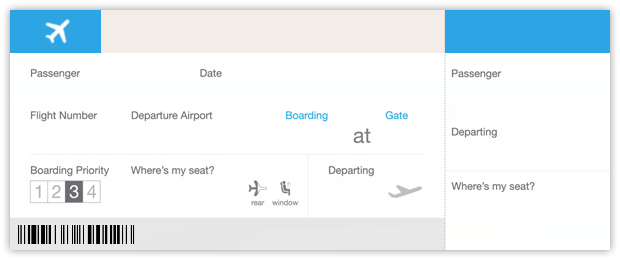 Passenger Date
Flight Number Departure Airport Boarding Gate
at
Boarding Priority Where's my seat? Departing
1 2 3 4
rear window
Passenger
Departing
Where's my seat?